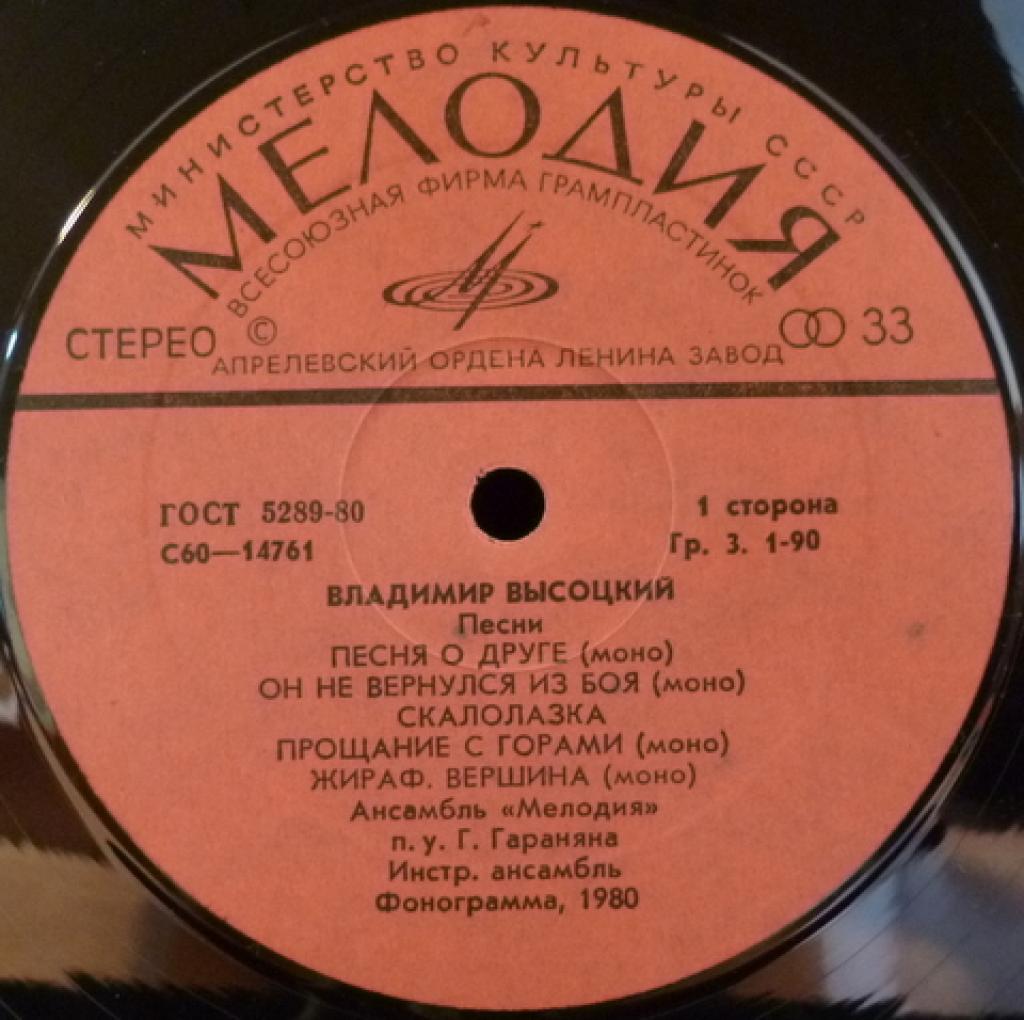 МИНИСТЕРСТВО КУЛЬТУРЫ СССР
МЕЛОДИЯ
ВСЕСОЮЗНАЯ ФИРМА ГРАМПЛАСТИНОК
СТЕРЕО © 33
АПРЕЛЕВСКИЙ ОРДЕНА ЛЕНИНА ЗАВОД
ГОСТ 5289-80 1 сторона
С60—14761 Гр. 3. 1-90
ВЛАДИМИР ВЫСОЦКИЙ
Песни
ПЕСНЯ О ДРУГЕ (моно)
ОН НЕ ВЕРНУЛСЯ ИЗ БОЯ (моно)
СКАЛОЛАЗКА
ПРОЩАНИЕ С ГОРАМИ (моно)
ЖИРАФ. ВЕРШИНА (моно)
Ансамбль «Мелодия»
п. у. Г. Гараняна
Инстр. ансамбль
Фонограмма, 1980